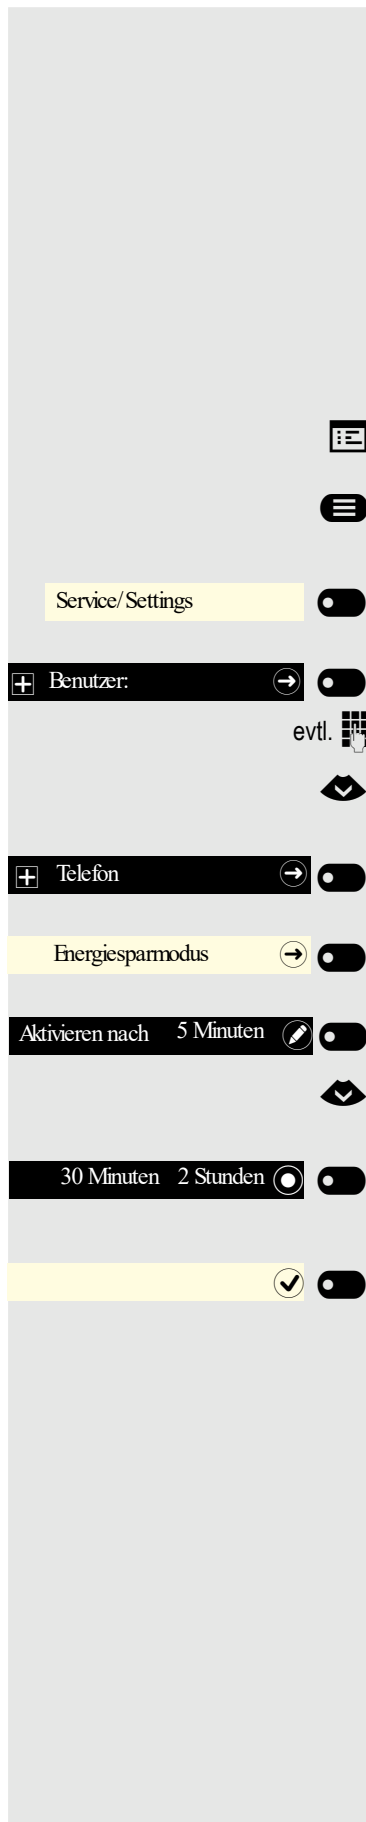 Service/Settings
Benutzer:
evtl.
Telefon
Energiesparmodus
Aktivieren nach 5 Minuten
30 Minuten 2 Stunden